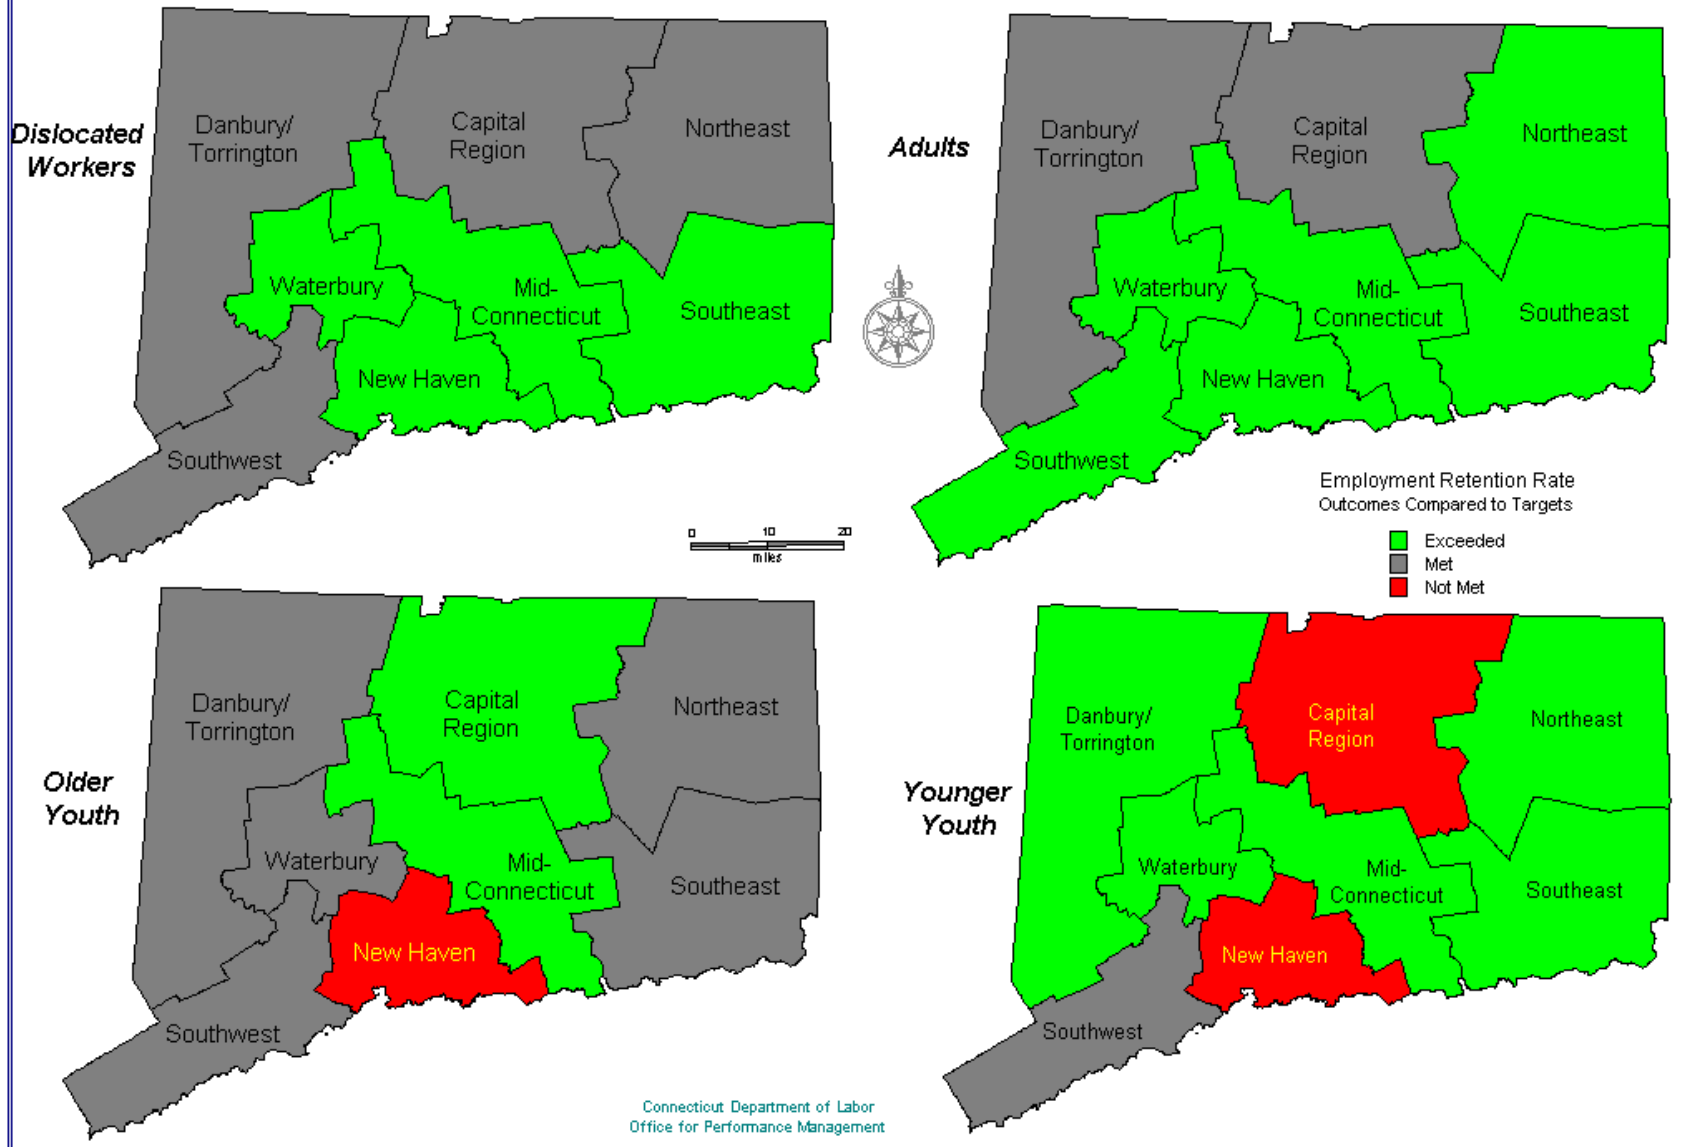 Dislocated
Workers
Danbury/
Torrington
Capital
Region
Northeast
Waterbury
Mid-
Connecticut
Southeast
New Haven
Southwest
Adults
Danbury/
Torrington
Capital
Region
Northeast
Waterbury
Mid-
Connecticut
Southeast
New Haven
Southwest
Employment Retention Rate
Outcomes Compared to Targets
Exceeded
Met
Not Met
0 10 20
miles
Older
Youth
Danbury/
Torrington
Capital
Region
Northeast
Waterbury
Mid-
Connecticut
Southeast
New Haven
Southwest
Younger
Youth
Danbury/
Torrington
Capital
Region
Northeast
Waterbury
Mid-
Connecticut
Southeast
New Haven
Southwest
Connecticut Department of Labor
Office for Performance Management